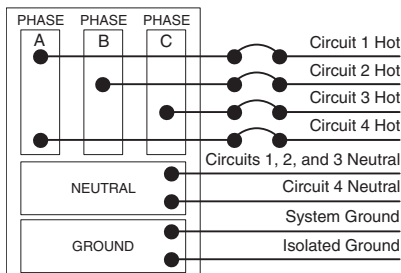 PHASE PHASE PHASE
A B C
Circuit 1 Hot
Circuit 2 Hot
Circuit 3 Hot
Circuit 4 Hot
Circuits 1, 2, and 3 Neutral
NEUTRAL
Circuit 4 Neutral
System Ground
GROUND
Isolated Ground